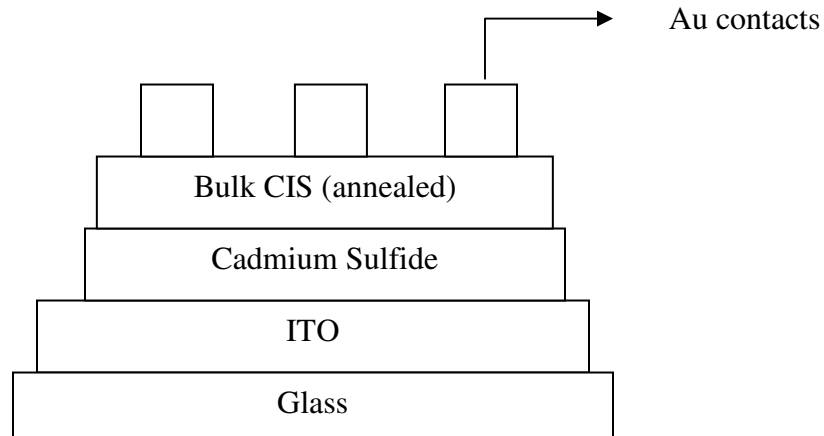 Au contacts
Bulk CIS (annealed)
Cadmium Sulfide
ITO
Glass